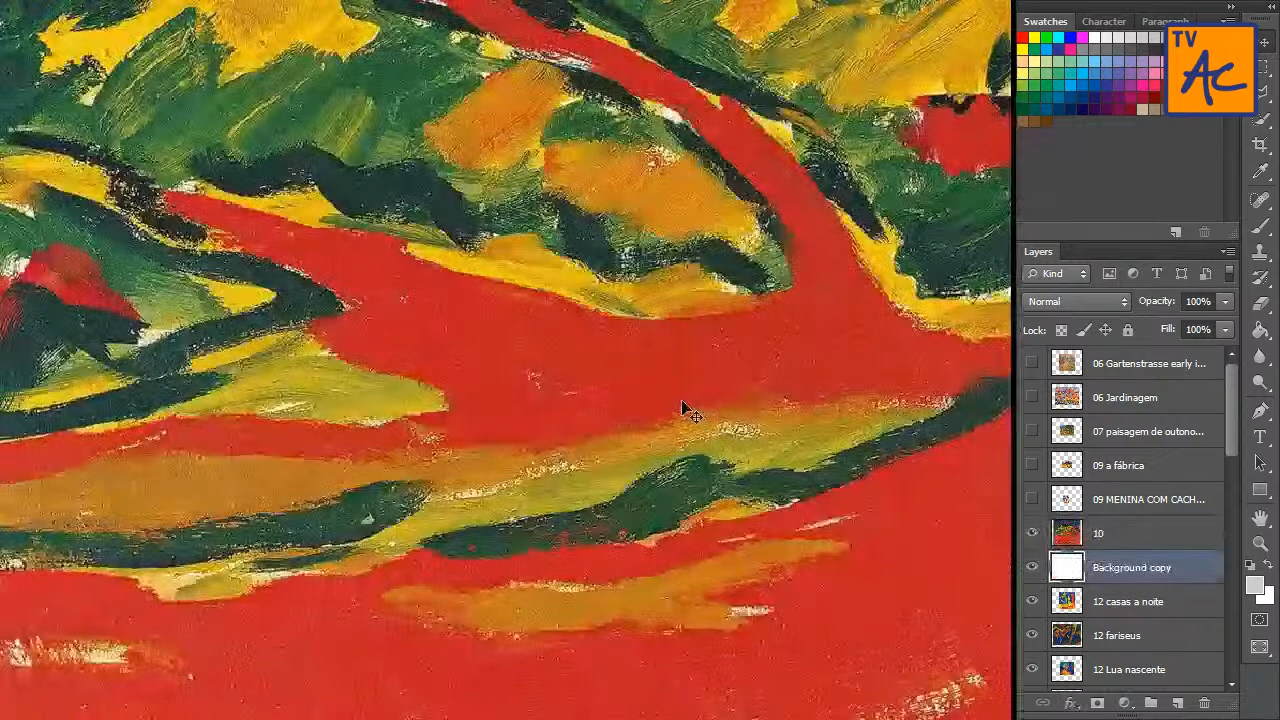 Swatches Character Paragraph
TV
AC
Layers
Kind
Normal Opacity: 100%
Lock: Fill: 100%
06 Gartenstrasse early i...
06 Jardinagem
07 paisagem de outono...
09 a fábrica
09 MENINA COM CACH...
10
Background copy
12 casas a noite
12 fariseus
12 Lua nascente